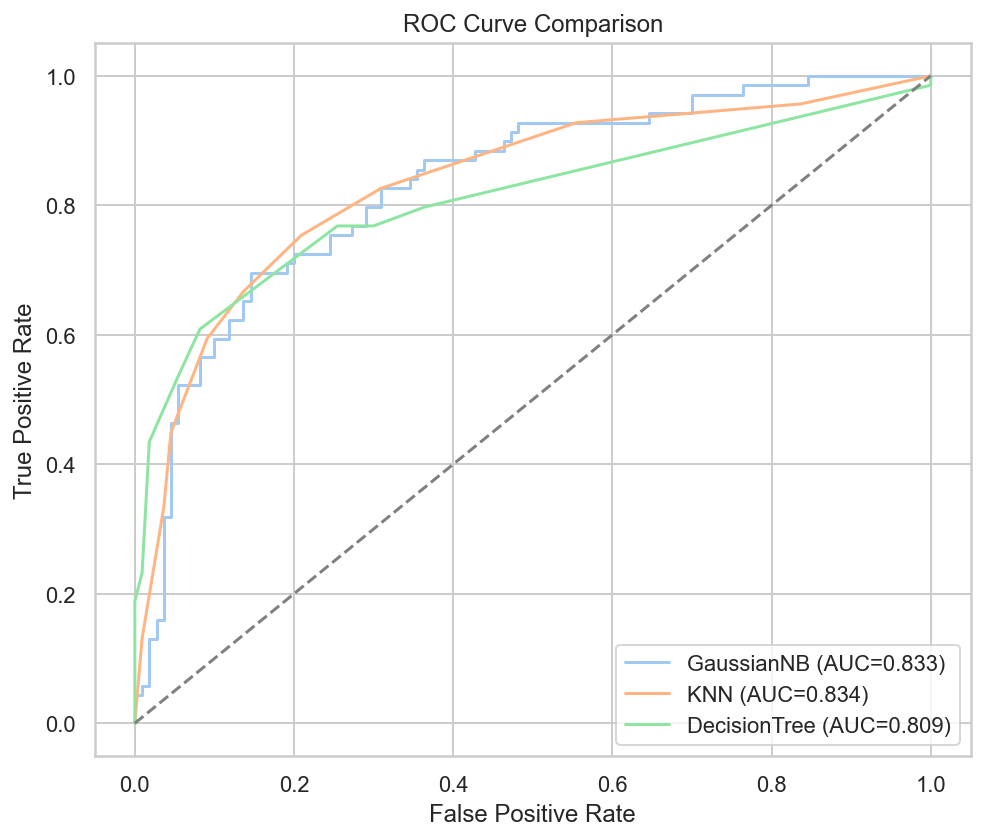 ROC Curve Comparison
True Positive Rate
1.0
0.8
0.6
0.4
0.2
0.0
GaussianNB (AUC=0.833)
KNN (AUC=0.834)
DecisionTree (AUC=0.809)
0.0 0.2 0.4 0.6 0.8 1.0
False Positive Rate